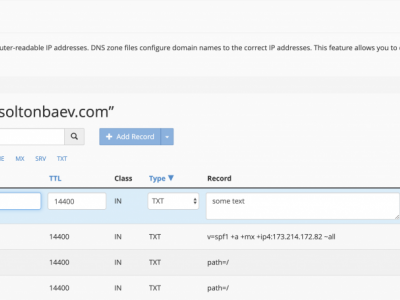 uter-readable IP addresses. DNS zone files configure domain names to the correct IP addresses. This feature allows you to
soltonbaev.com”
Add Record
MX SRV TXT
TTL Class Type Record
14400 IN TXT some text
14400 IN TXT v=spf1 +a +mx +ip4:173.214.172.82 ~all
14400 IN TXT path=/
14400 IN TXT path=/